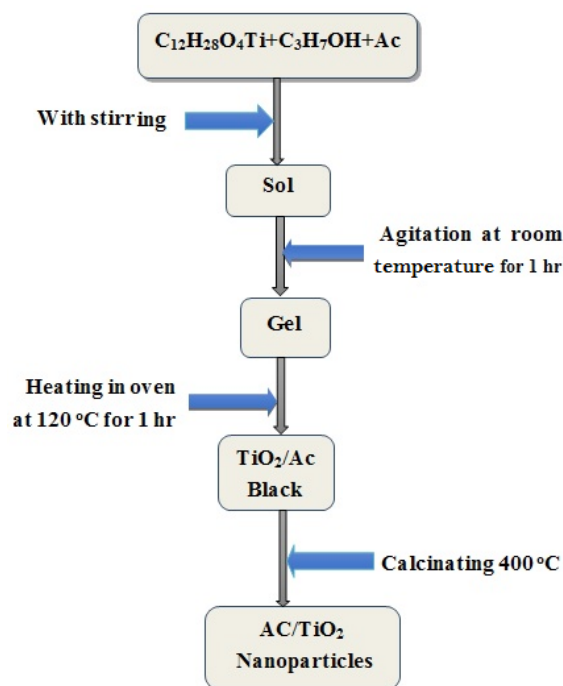 C₁₂H₂₈O₄Ti+C₃H₇OH+Ac
With stirring
Sol
Agitation at room
temperature for 1 hr
Gel
Heating in oven
at 120 °C for 1 hr
TiO₂/Ac
Black
Calcinating 400 °C
AC/TiO₂
Nanoparticles